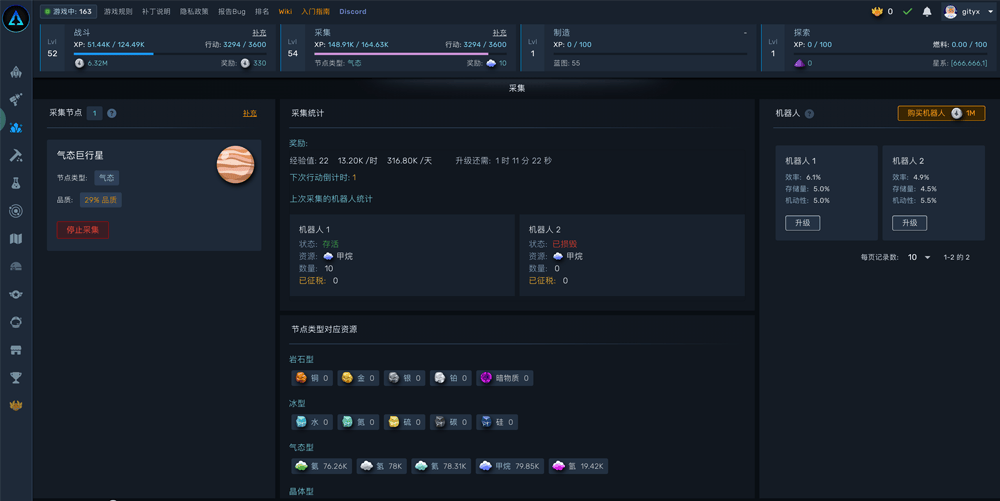 游戏中: 163 游戏规则 补丁说明 隐私政策 报告Bug 排名 Wiki 入门指南 Discord 0 gityx
Lvl 52 战斗 补充
XP: 51.44K / 124.49K 行动: 3294 / 3600
6.32M 奖励: 330
Lvl 54 采集 补充
XP: 148.91K / 164.63K 行动: 3294 / 3600
节点类型: 气态 奖励: 10
Lvl 1 制造 -
XP: 0 / 100
蓝图: 55
Lvl 1 探索
XP: 0 / 100 燃料: 0.00 / 100
0 星系: [666,666,1]
采集
采集节点 1 ? 补充
气态巨行星
节点类型: 气态
品质: 29% 品质
停止采集
采集统计
奖励:
经验值: 22 13.20K /时 316.80K /天 升级还需: 1 时 11 分 22 秒
下次行动倒计时: 1
上次采集的机器人统计
机器人 1
状态: 存活
资源: 甲烷
数量: 10
已征税: 0
机器人 2
状态: 已损毁
资源: 甲烷
数量: 0
已征税: 0
节点类型对应资源
岩石型
铜 0 金 0 银 0 铂 0 暗物质 0
冰型
水 0 氮 0 硫 0 碳 0 硅 0
气态型
氨 76.26K 氢 78K 氦 78.31K 甲烷 79.85K 氩 19.42K
晶体型
机器人 ? 购买机器人 1M
机器人 1
效率: 6.1%
存储量: 5.0%
机动性: 5.0%
升级
机器人 2
效率: 4.9%
存储量: 4.5%
机动性: 5.5%
升级
每页记录数: 10 1-2 的 2